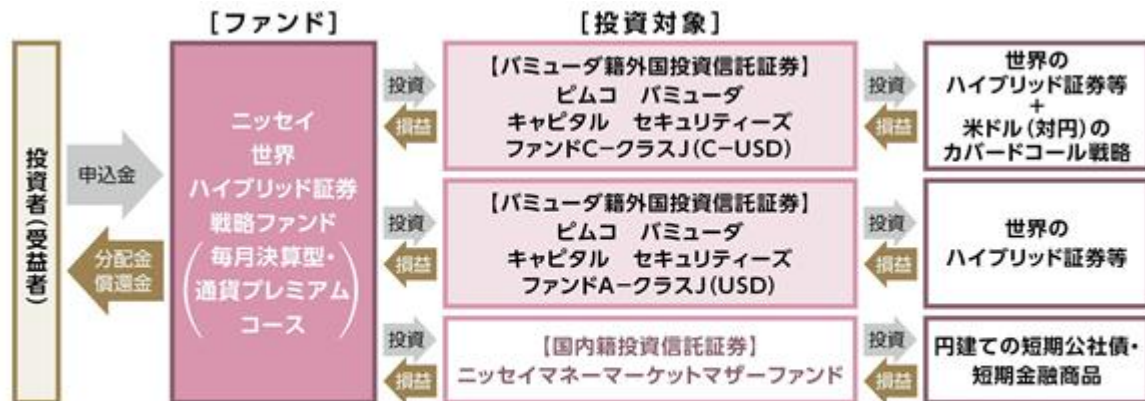 [ファンド]
[投資対象]
投資者(受益者)
申込金
分配金
償還金
ニッセイ
世界
ハイブリッド証券
戦略ファンド
(毎月決算型・
通貨プレミアム
コース)
投資
損益
【バミューダ籍外国投資信託証券】
ピムコ バミューダ
キャピタル セキュリティーズ
ファンドC-クラスJ(C-USD)
投資
損益
世界の
ハイブリッド証券等
+
米ドル(対円)の
カバードコール戦略
投資
損益
【バミューダ籍外国投資信託証券】
ピムコ バミューダ
キャピタル セキュリティーズ
ファンドA-クラスJ(USD)
投資
損益
世界の
ハイブリッド証券等
投資
損益
【国内籍投資信託証券】
ニッセイマネーマーケットマザーファンド
投資
損益
円建ての短期公社債・
短期金融商品